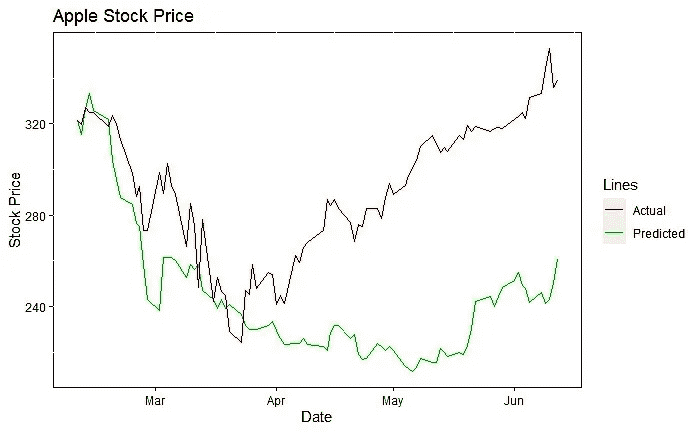 Apple Stock Price
320
280
240
Stock Price
Mar
Apr
May
Jun
Date
Lines
Actual
Predicted